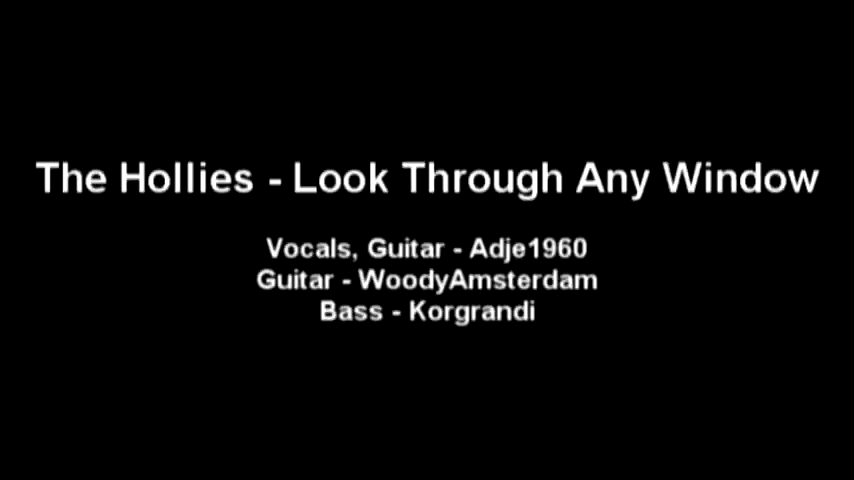 The Hollies - Look Through Any Window
Vocals, Guitar - Adje1960
Guitar - WoodyAmsterdam
Bass - Korgrandi